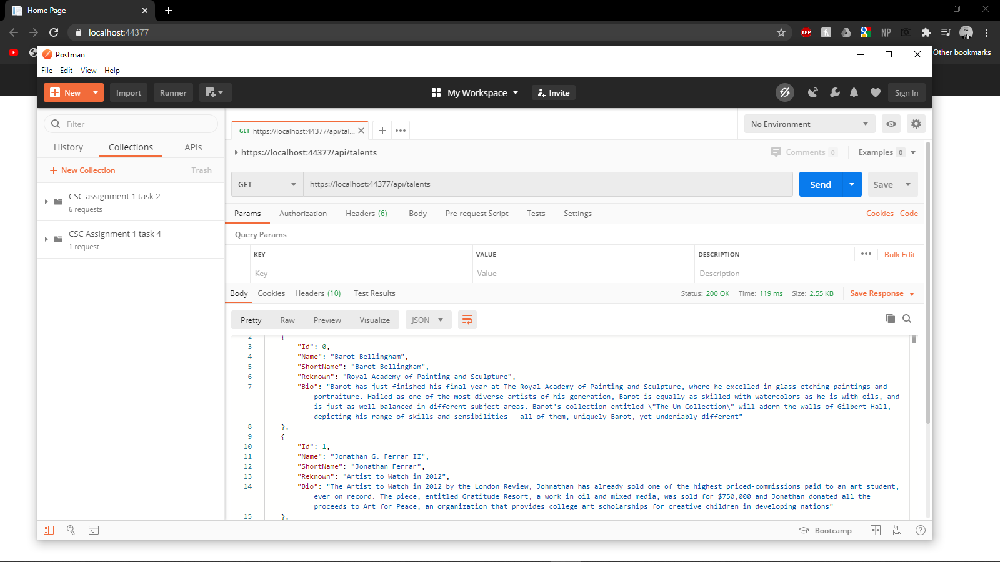 Home Page
localhost:44377
ABP
NP
Other bookmarks
Postman
File Edit View Help
New
Import
Runner
My Workspace
Invite
Sign In
Filter
GET https://localhost:44377/api/tal...
No Environment
History Collections APIs
https://localhost:44377/api/talents
Comments 0
Examples 0
+ New Collection
Trash
GET
https://localhost:44377/api/talents
Send
Save
CSC assignment 1 task 2
6 requests
CSC Assignment 1 task 4
1 request
Params Authorization Headers (6) Body Pre-request Script Tests Settings
Cookies Code
Query Params
KEY VALUE DESCRIPTION
Bulk Edit
Key Value Description
Body Cookies Headers (10) Test Results
Status: 200 OK Time: 119 ms Size: 2.55 KB
Save Response
Pretty Raw Preview Visualize
JSON
2 {
3 "Id": 0,
4 "Name": "Barot Bellingham",
5 "ShortName": "Barot_Bellingham",
6 "Reknown": "Royal Academy of Painting and Sculpture",
7 "Bio": "Barot has just finished his final year at The Royal Academy of Painting and Sculpture, where he excelled in glass etching paintings and
portraiture. Hailed as one of the most diverse artists of his generation, Barot is equally as skilled with watercolors as he is with oils, and
is just as well-balanced in different subject areas. Barot's collection entitled \"The Un-Collection\" will adorn the walls of Gilbert Hall,
depicting his range of skills and sensibilities - all of them, uniquely Barot, yet undeniably different"
8 },
9 {
10 "Id": 1,
11 "Name": "Jonathan G. Ferrar II",
12 "ShortName": "Jonathan_Ferrar",
13 "Reknown": "Artist to Watch in 2012",
14 "Bio": "The Artist to Watch in 2012 by the London Review, Johnathan has already sold one of the highest priced-commissions paid to an art student,
ever on record. The piece, entitled Gratitude Resort, a work in oil and mixed media, was sold for $750,000 and Jonathan donated all the
proceeds to Art for Peace, an organization that provides college art scholarships for creative children in developing nations"
15 },
Bootcamp